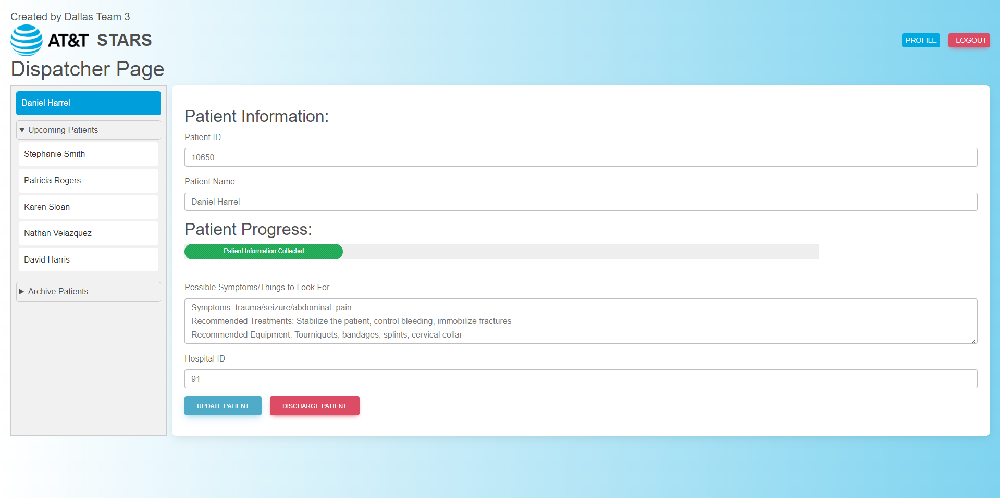 Created by Dallas Team 3
AT&T STARS
PROFILE
LOGOUT
Dispatcher Page
Daniel Harrel
Upcoming Patients
Stephanie Smith
Patricia Rogers
Karen Sloan
Nathan Velazquez
David Harris
Archive Patients
Patient Information:
Patient ID
10650
Patient Name
Daniel Harrel
Patient Progress:
Patient Information Collected
Possible Symptoms/Things to Look For
Symptoms: trauma/seizure/abdominal_pain
Recommended Treatments: Stabilize the patient, control bleeding, immobilize fractures
Recommended Equipment: Tourniquets, bandages, splints, cervical collar
Hospital ID
91
UPDATE PATIENT
DISCHARGE PATIENT